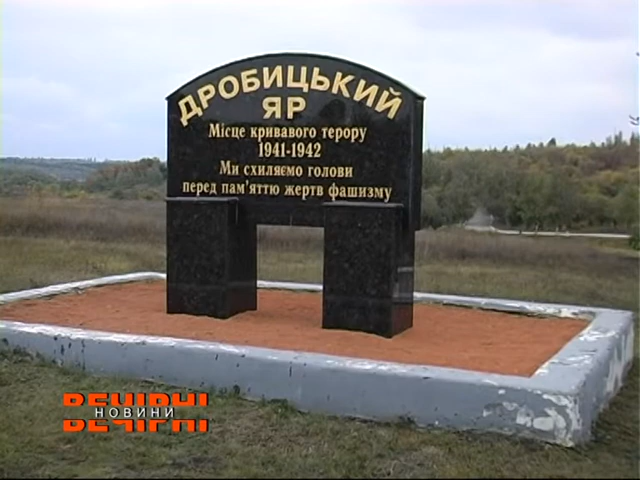 ДРОБИЦЬКИЙ
ЯР
Місце кривавого терору
1941-1942
Ми схиляємо голови
перед пам'яттю жертв фашизму
ВЕЧІРНІ
НОВИНИ